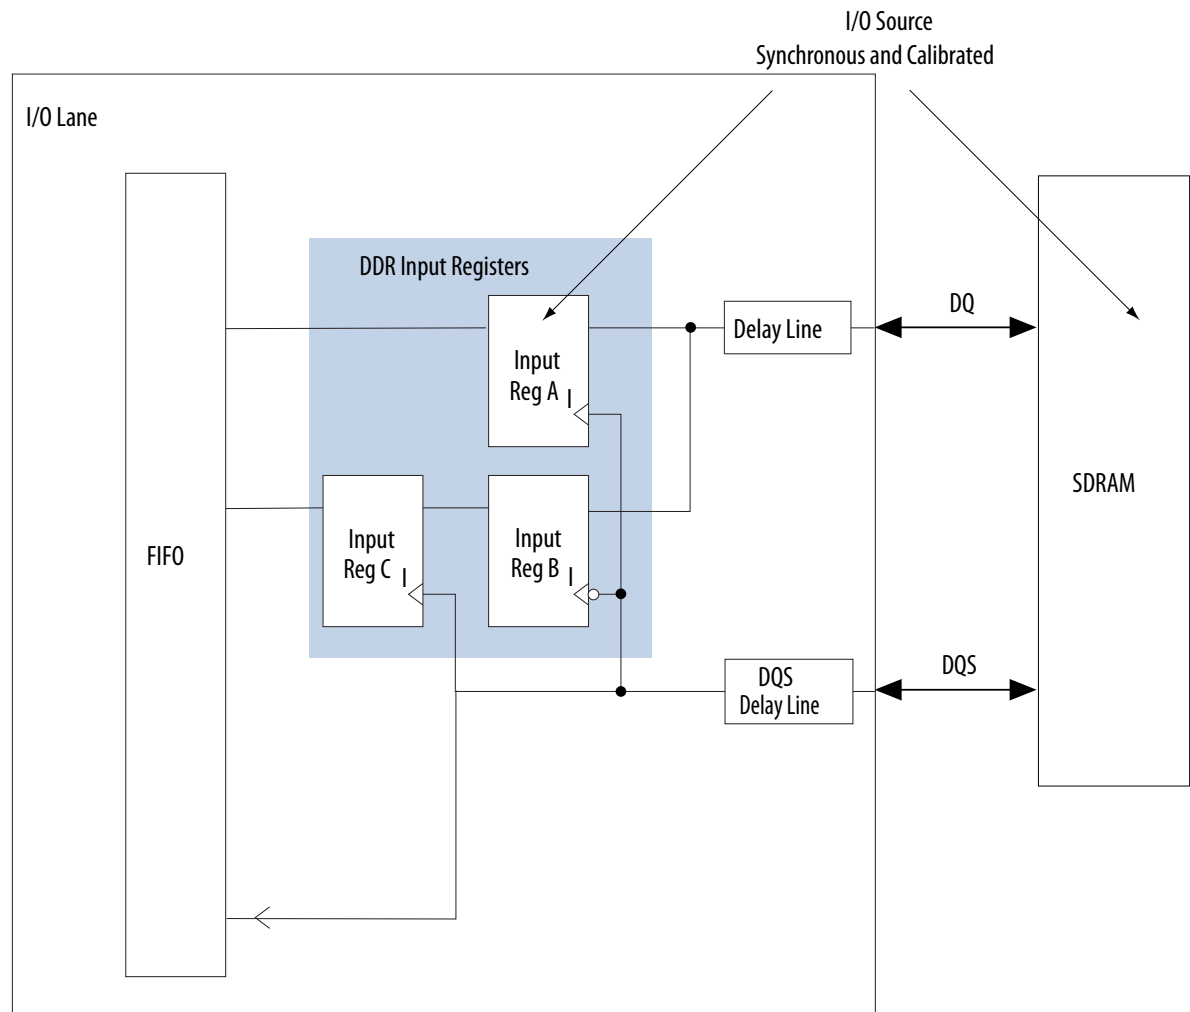 I/O Source
Synchronous and Calibrated
I/O Lane
DDR Input Registers
DQ
Delay Line
Input
Reg A
SDRAM
FIFO
Input
Reg C
Input
Reg B
DQS
DQS
Delay Line